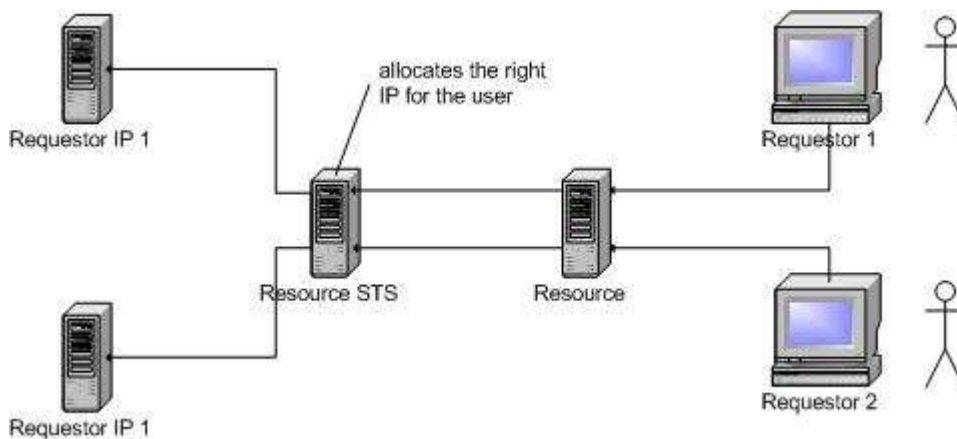 allocates the right
IP for the user
Requestor IP 1
Requestor 1
Resource STS
Resource
Requestor 2
Requestor IP 1